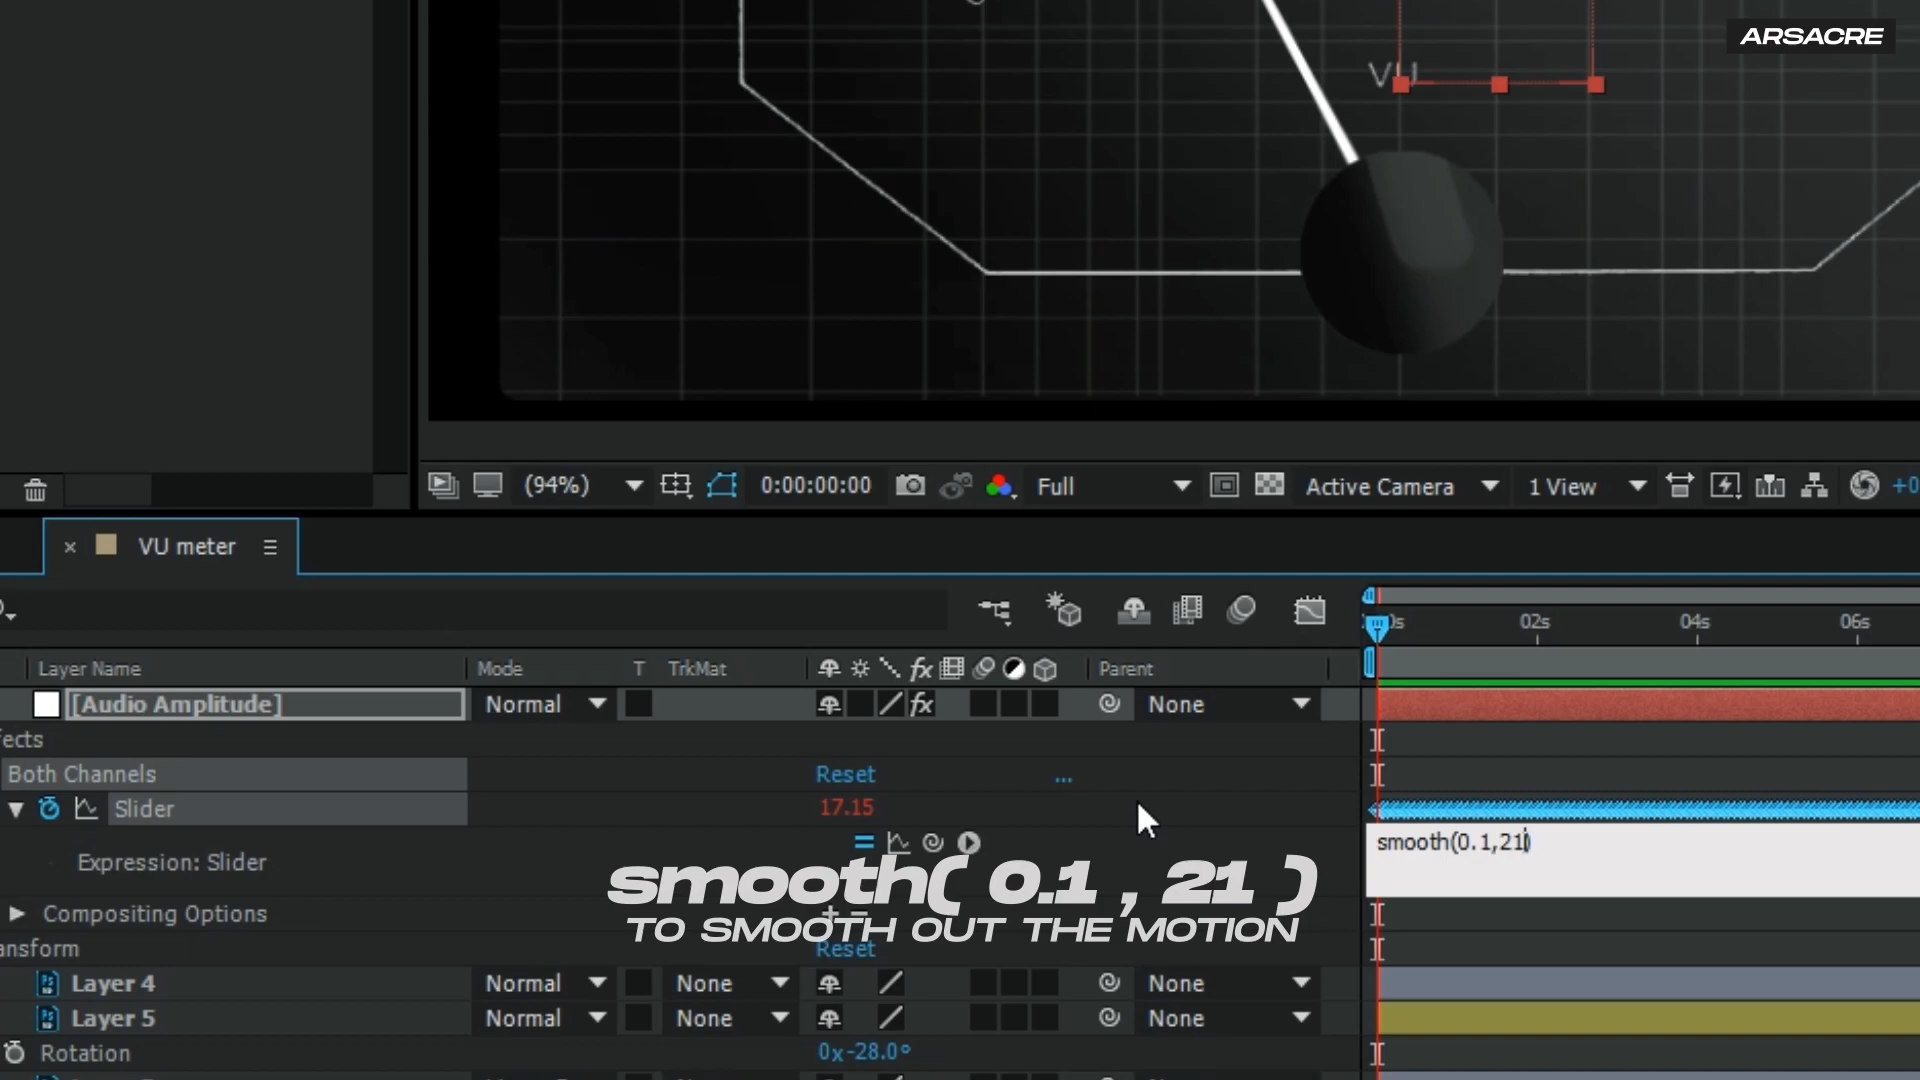 ARSACRE
VU
(94%) 0:00:00:00 Full Active Camera 1 View +0
× VU meter
02s 04s 06s
Layer Name Mode T TrkMat fx Parent
[Audio Amplitude] Normal fx None
Both Channels Reset ...
Slider 17.15
smooth(0.1,21)
Expression: Slider
smooth( 0.1 , 21 )
Compositing Options + −
TO SMOOTH OUT THE MOTION
ansform Reset
Layer 4 Normal None None
Layer 5 Normal None None
Rotation 0x-28.0°